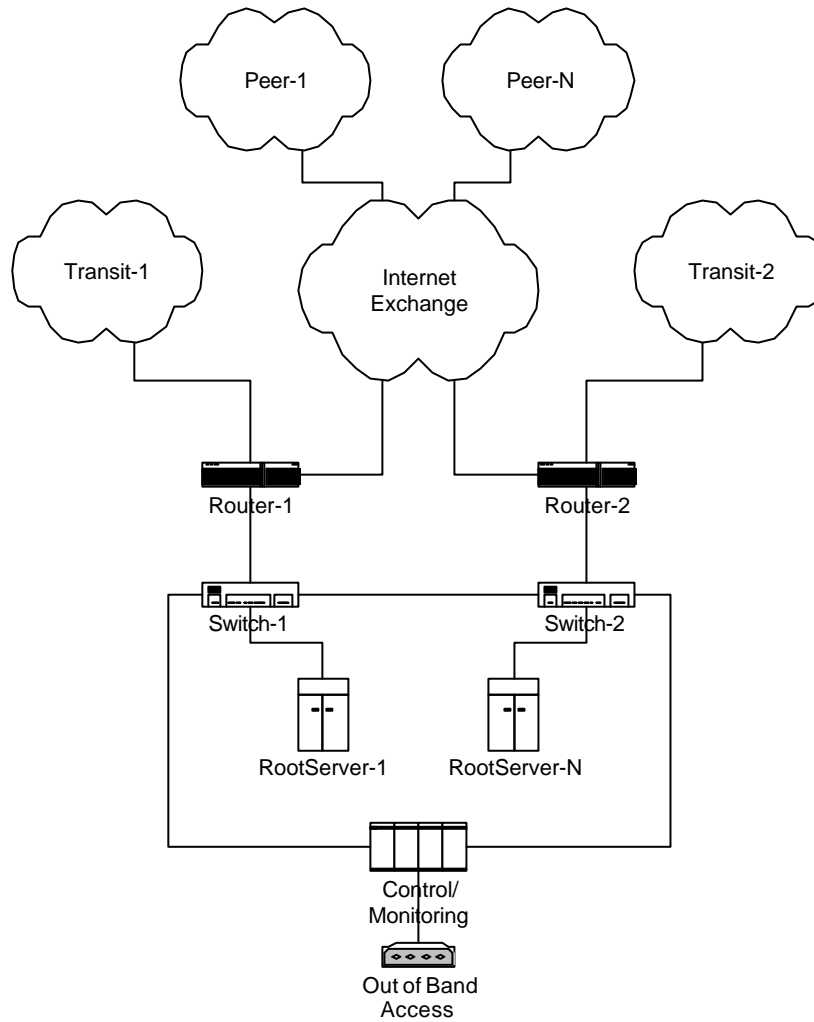 Peer-1
Peer-N
Transit-1
Internet
Exchange
Transit-2
Router-1
Router-2
Switch-1
Switch-2
RootServer-1
RootServer-N
Control/
Monitoring
Out of Band
Access